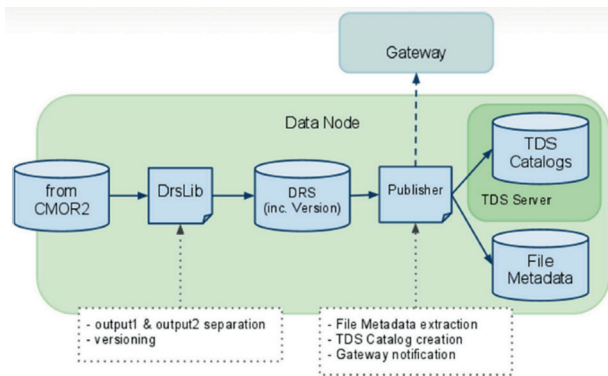 Gateway
Data Node
from
CMOR2
DrsLib
DRS
(inc. Version)
Publisher
TDS
Catalogs
TDS Server
File
Metadata
- output1 & output2 separation
- versioning
- File Metadata extraction
- TDS Catalog creation
- Gateway notification